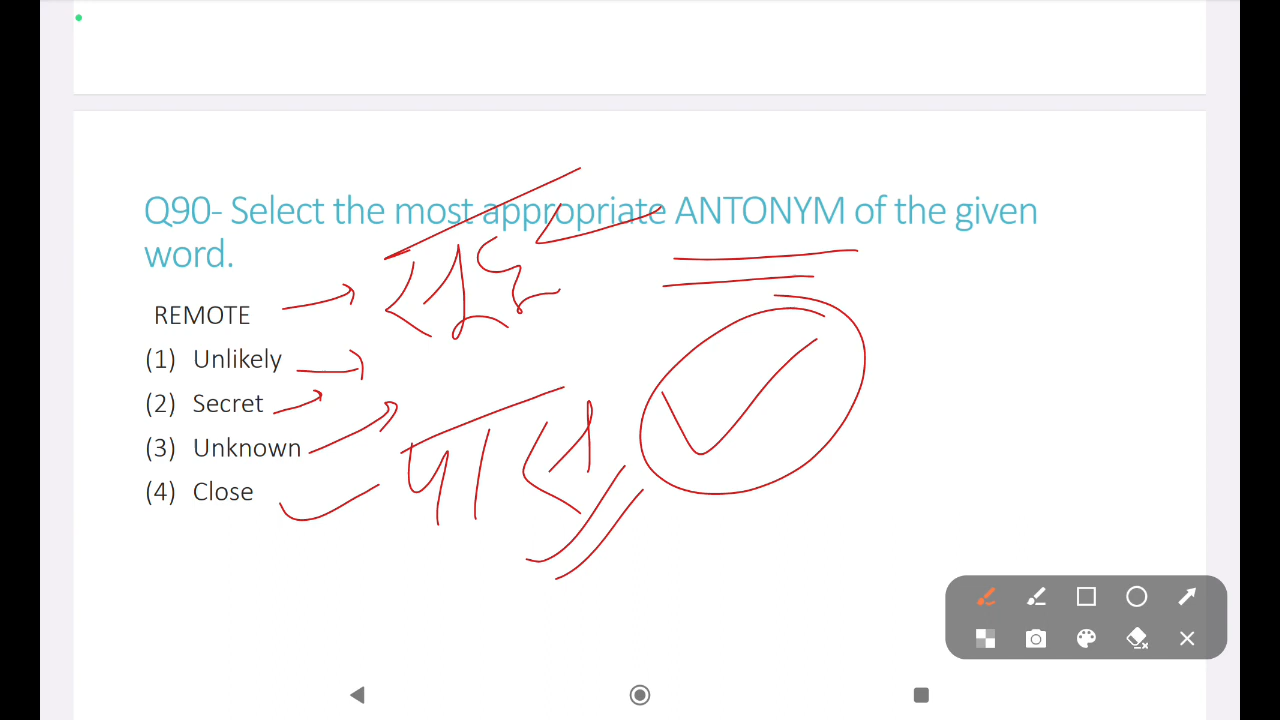 Q90- Select the most appropriate ANTONYM of the given
word.
REMOTE
(1) Unlikely
(2) Secret
(3) Unknown
(4) Close
पास